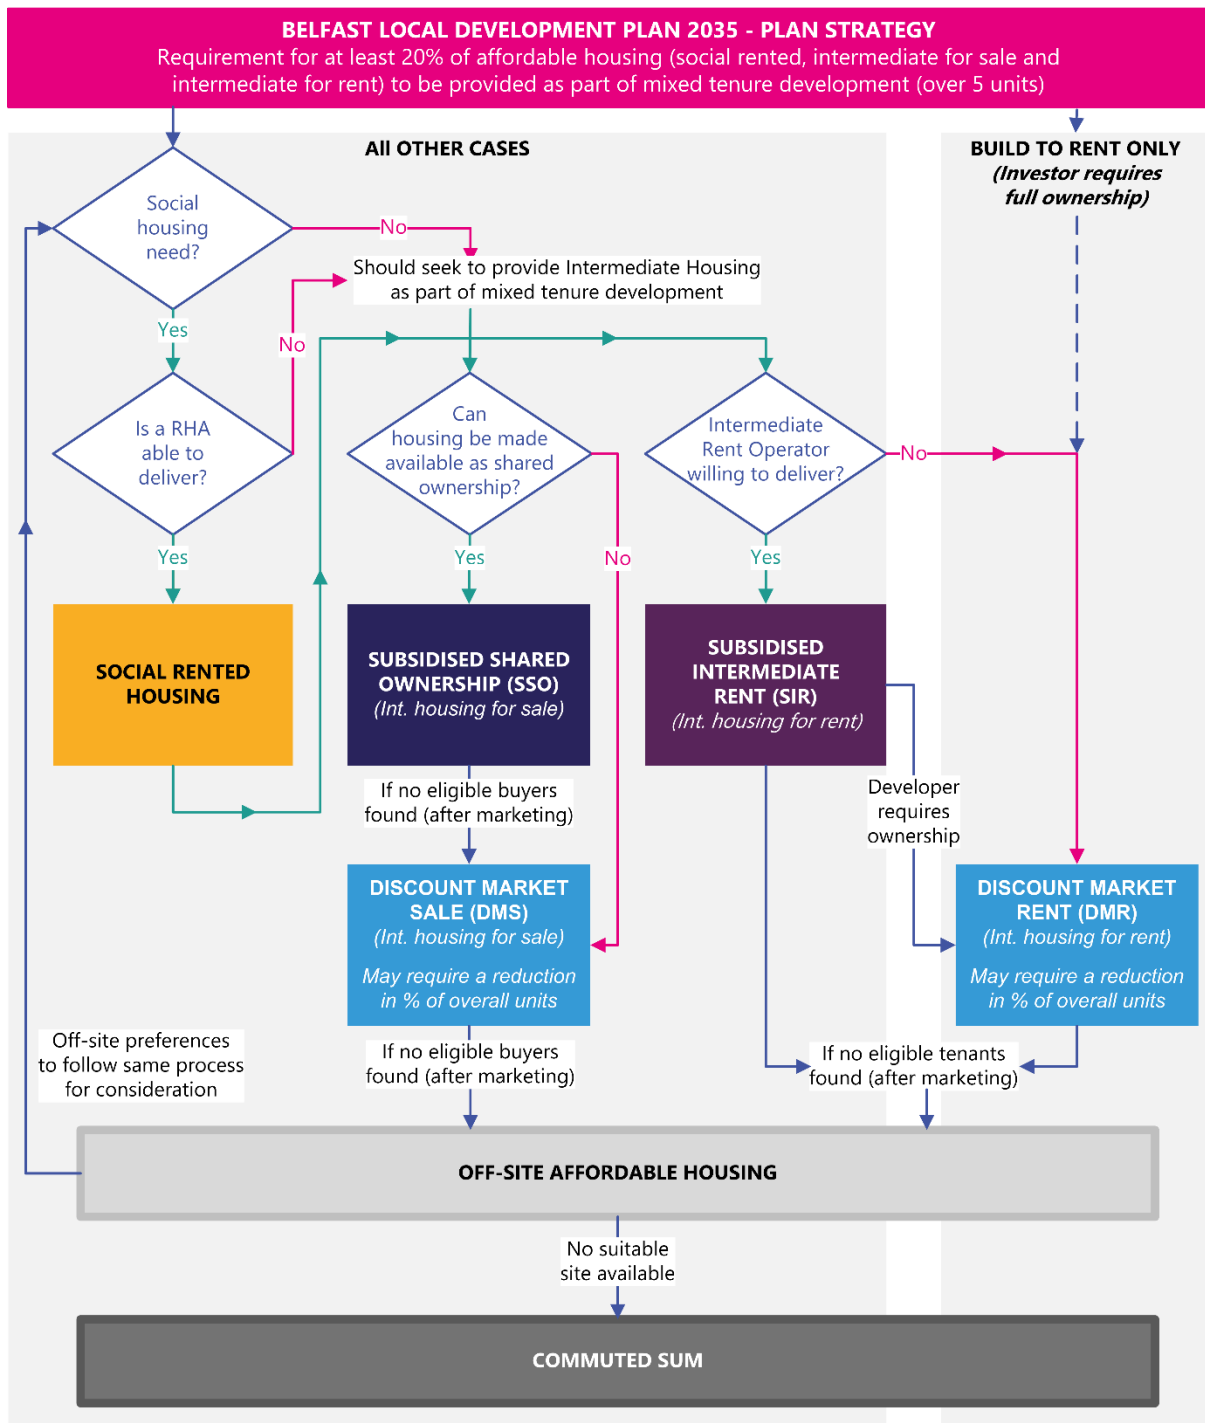 BELFAST LOCAL DEVELOPMENT PLAN 2035 - PLAN STRATEGY
Requirement for at least 20% of affordable housing (social rented, intermediate for sale and
intermediate for rent) to be provided as part of mixed tenure development (over 5 units)
All OTHER CASES
BUILD TO RENT ONLY
(Investor requires
full ownership)
Social
housing
need?
No
Should seek to provide Intermediate Housing
as part of mixed tenure development
Yes
No
Is a RHA
able to
deliver?
Can
housing be made
available as shared
ownership?
Intermediate
Rent Operator
willing to deliver?
No
Yes
Yes
No
Yes
SOCIAL RENTED
HOUSING
SUBSIDISED SHARED
OWNERSHIP (SSO)
(Int. housing for sale)
SUBSIDISED
INTERMEDIATE
RENT (SIR)
(Int. housing for rent)
If no eligible buyers
found (after marketing)
Developer
requires
ownership
DISCOUNT MARKET
SALE (DMS)
(Int. housing for sale)
May require a reduction
in % of overall units
DISCOUNT MARKET
RENT (DMR)
(Int. housing for rent)
May require a reduction
in % of overall units
Off-site preferences
to follow same process
for consideration
If no eligible buyers
found (after marketing)
If no eligible tenants
found (after marketing)
OFF-SITE AFFORDABLE HOUSING
No suitable
site available
COMMUTED SUM